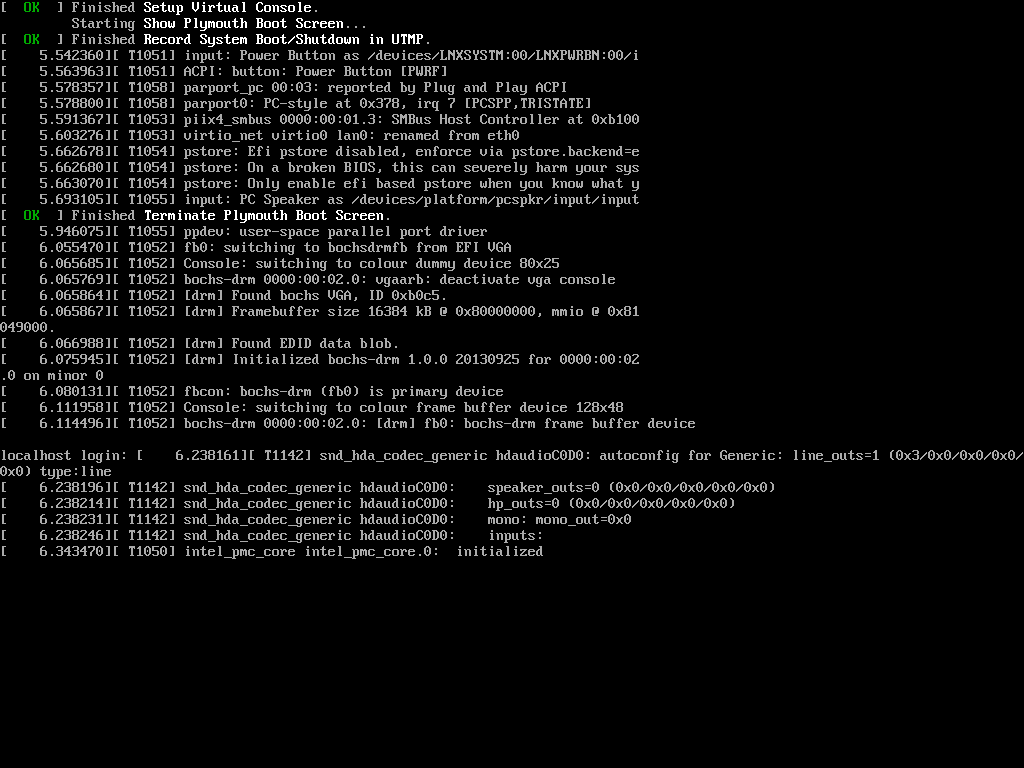 [  OK  ] Finished Setup Virtual Console.
         Starting Show Plymouth Boot Screen...
[  OK  ] Finished Record System Boot/Shutdown in UTMP.
[    5.542360][ T1051] input: Power Button as /devices/LNXSYSTM:00/LNXPWRBN:00/i
[    5.563963][ T1051] ACPI: button: Power Button [PWRF]
[    5.578357][ T1058] parport_pc 00:03: reported by Plug and Play ACPI
[    5.578800][ T1058] parport0: PC-style at 0x378, irq 7 [PCSPP,TRISTATE]
[    5.591367][ T1053] piix4_smbus 0000:00:01.3: SMBus Host Controller at 0xb100
[    5.603276][ T1053] virtio_net virtio0 lan0: renamed from eth0
[    5.662678][ T1054] pstore: Efi pstore disabled, enforce via pstore.backend=e
[    5.662680][ T1054] pstore: On a broken BIOS, this can severely harm your sys
[    5.663070][ T1054] pstore: Only enable efi based pstore when you know what y
[    5.693105][ T1055] input: PC Speaker as /devices/platform/pcspkr/input/input
[  OK  ] Finished Terminate Plymouth Boot Screen.
[    5.946075][ T1055] ppdev: user-space parallel port driver
[    6.055470][ T1052] fb0: switching to bochsdrmfb from EFI VGA
[    6.065685][ T1052] Console: switching to colour dummy device 80x25
[    6.065769][ T1052] bochs-drm 0000:00:02.0: vgaarb: deactivate vga console
[    6.065864][ T1052] [drm] Found bochs VGA, ID 0xb0c5.
[    6.065867][ T1052] [drm] Framebuffer size 16384 kB @ 0x80000000, mmio @ 0x81
049000.
[    6.066988][ T1052] [drm] Found EDID data blob.
[    6.075945][ T1052] [drm] Initialized bochs-drm 1.0.0 20130925 for 0000:00:02
.0 on minor 0
[    6.080131][ T1052] fbcon: bochs-drm (fb0) is primary device
[    6.111958][ T1052] Console: switching to colour frame buffer device 128x48
[    6.114496][ T1052] bochs-drm 0000:00:02.0: [drm] fb0: bochs-drm frame buffer device
localhost login: [    6.238161][ T1142] snd_hda_codec_generic hdaudioC0D0: autoconfig for Generic: line_outs=1 (0x3/0x0/0x0/0x0/
0x0) type:line
[    6.238196][ T1142] snd_hda_codec_generic hdaudioC0D0:    speaker_outs=0 (0x0/0x0/0x0/0x0/0x0)
[    6.238214][ T1142] snd_hda_codec_generic hdaudioC0D0:    hp_outs=0 (0x0/0x0/0x0/0x0/0x0)
[    6.238231][ T1142] snd_hda_codec_generic hdaudioC0D0:    mono: mono_out=0x0
[    6.238246][ T1142] snd_hda_codec_generic hdaudioC0D0:    inputs:
[    6.343470][ T1050] intel_pmc_core intel_pmc_core.0:  initialized